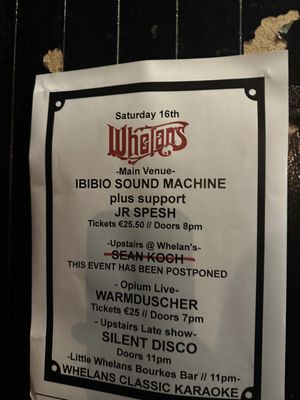 Saturday 16th
Whelans
-Main Venue-
IBIBIO SOUND MACHINE
plus support
JR SPESH
Tickets €25.50 // Doors 8pm
-Upstairs @ Whelan's-
SEAN KOCH
THIS EVENT HAS BEEN POSTPONED
- Opium Live-
WARMDUSCHER
Tickets €25 // Doors 7pm
- Upstairs Late show-
SILENT DISCO
Doors 11pm
-Little Whelans Bourkes Bar // 11pm-
WHELANS CLASSIC KARAOKE